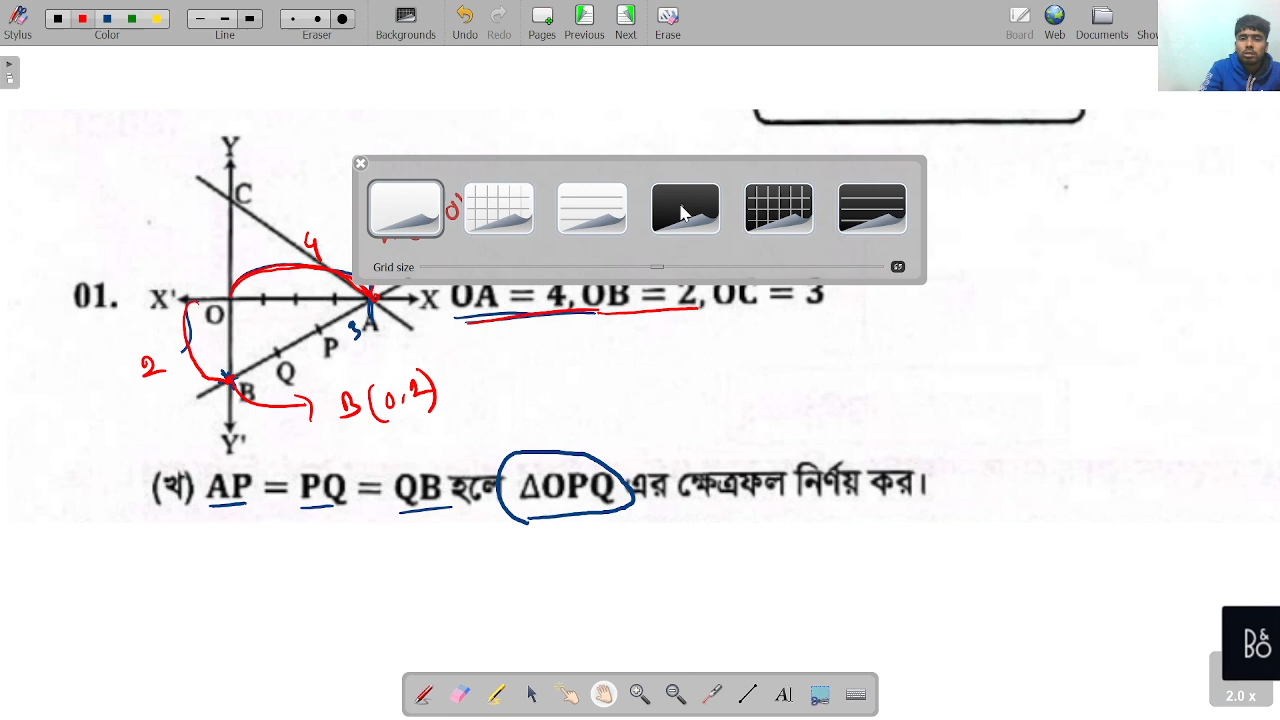 Stylus Color Line Eraser Backgrounds Undo Redo Pages Previous Next Erase Board Web Documents
Y
C
4
Grid size 65
01. X' O A X OA = 4, OB = 2, OC = 3
3
P
2
Q
B B(0,2)
Y'
(খ) AP = PQ = QB হলে ΔOPQ এর ক্ষেত্রফল নির্ণয় কর।
B&O
2.0 x